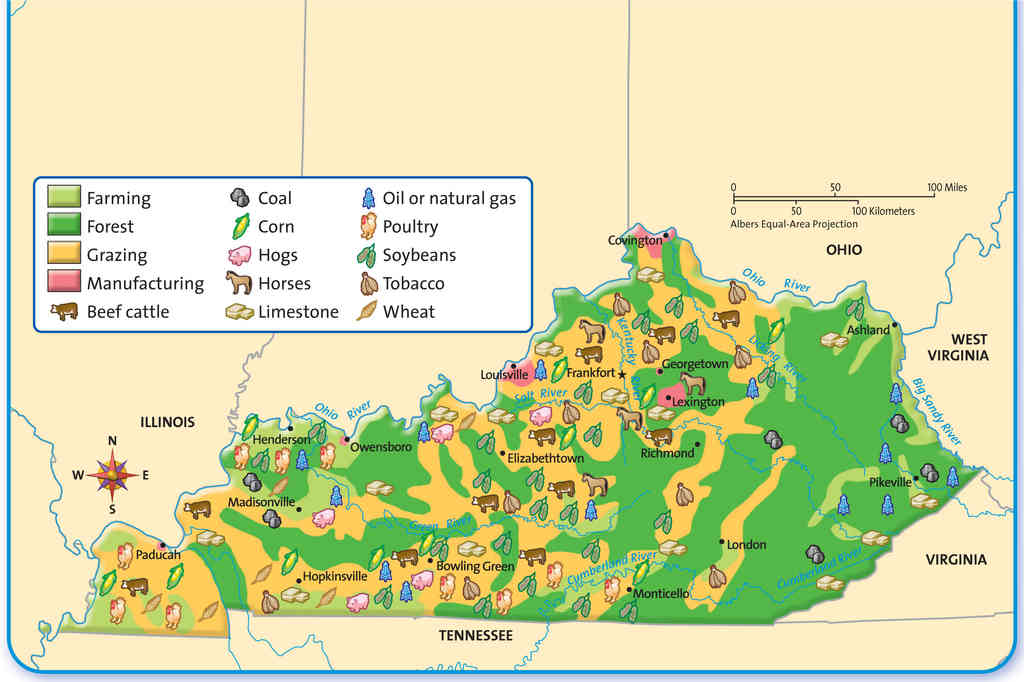 Farming
Forest
Grazing
Manufacturing
Beef cattle
Coal
Corn
Hogs
Horses
Limestone
Oil or natural gas
Poultry
Soybeans
Tobacco
Wheat
0 50 100 Miles
0 50 100 Kilometers
Albers Equal-Area Projection
OHIO
Covington
Ohio River
Ashland
WEST
VIRGINIA
Kentucky River
Licking River
Georgetown
Louisville
Frankfort
Lexington
Salt River
Big Sandy River
ILLINOIS
Ohio River
Henderson
Owensboro
Elizabethtown
Richmond
N
W E
S
Madisonville
Pikeville
Green River
Paducah
London
VIRGINIA
Hopkinsville
Bowling Green
Cumberland River
Cumberland River
Monticello
TENNESSEE